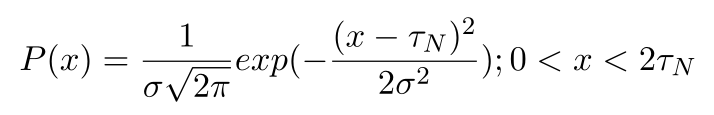 P(x) = \frac{1}{\sigma\sqrt{2\pi}} exp(-\frac{(x - \tau_N)^2}{2\sigma^2}); 0 < x < 2\tau_N